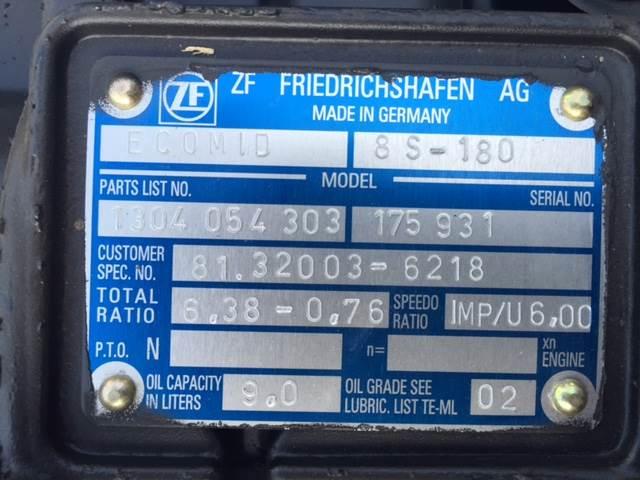 ZF ZF FRIEDRICHSHAFEN AG
MADE IN GERMANY
ECOMID 8 S-180
MODEL
PARTS LIST NO. SERIAL NO.
1304 054 303 175 931
CUSTOMER
SPEC. NO. 81.32003-6218
TOTAL
RATIO 6,38-0,76 SPEEDO
RATIO IMP/U 6,00
P.T.O. N n= xn
ENGINE
OIL CAPACITY
IN LITERS 9.0 OIL GRADE SEE
LUBRIC. LIST TE-ML 02